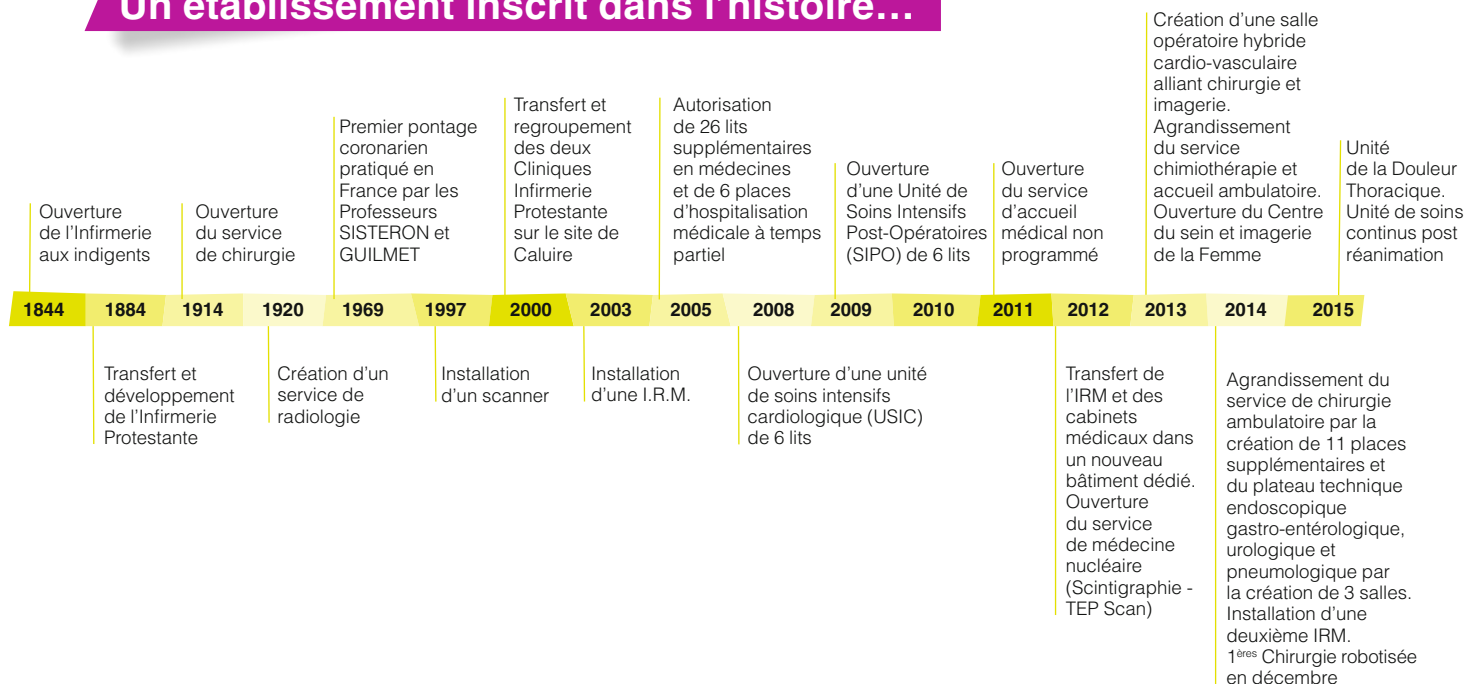 Un établissement inscrit dans l'histoire…
Ouverture
de l'Infirmerie
aux indigents
Ouverture
du service
de chirurgie
Premier pontage
coronarien
pratiqué en
France par les
Professeurs
SISTERON et
GUILMET
Transfert et
regroupement
des deux
Cliniques
Infirmerie
Protestante
sur le site de
Caluire
Autorisation
de 26 lits
supplémentaires
en médecines
et de 6 places
d'hospitalisation
médicale à temps
partiel
Ouverture
d'une Unité de
Soins Intensifs
Post-Opératoires
(SIPO) de 6 lits
Ouverture
du service
d'accueil
médical non
programmé
Création d'une salle
opératoire hybride
cardio-vasculaire
alliant chirurgie et
imagerie.
Agrandissement
du service
chimiothérapie et
accueil ambulatoire.
Ouverture du Centre
du sein et imagerie
de la Femme
Unité
de la Douleur
Thoracique.
Unité de soins
continus post
réanimation
1844 1884 1914 1920 1969 1997 2000 2003 2005 2008 2009 2010 2011 2012 2013 2014 2015
Transfert et
développement
de l'Infirmerie
Protestante
Création d'un
service de
radiologie
Installation
d'un scanner
Installation
d'une I.R.M.
Ouverture d'une unité
de soins intensifs
cardiologique (USIC)
de 6 lits
Transfert de
l'IRM et des
cabinets
médicaux dans
un nouveau
bâtiment dédié.
Ouverture
du service
de médecine
nucléaire
(Scintigraphie -
TEP Scan)
Agrandissement du
service de chirurgie
ambulatoire par la
création de 11 places
supplémentaires et
du plateau technique
endoscopique
gastro-entérologique,
urologique et
pneumologique par
la création de 3 salles.
Installation d'une
deuxième IRM.
1ères Chirurgie robotisée
en décembre